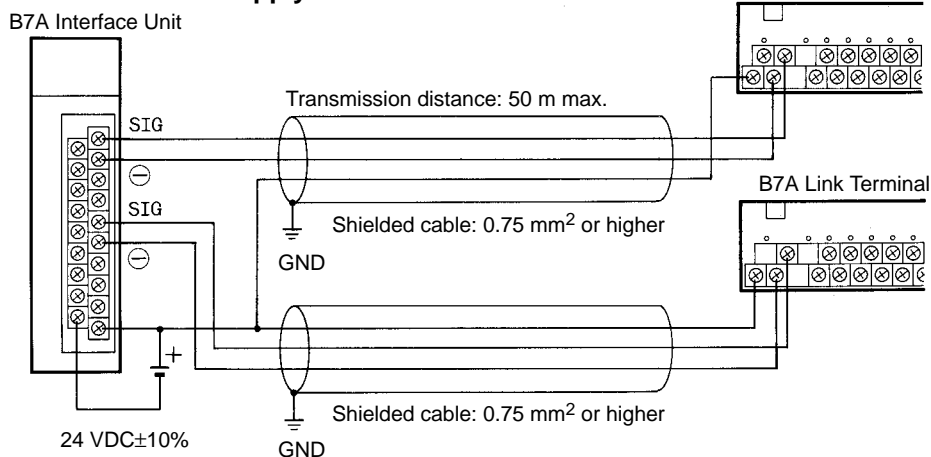 supply
B7A Interface Unit
Transmission distance: 50 m max.
SIG
⊖
B7A Link Terminal
SIG
Shielded cable: 0.75 mm² or higher
⊖
GND
+
Shielded cable: 0.75 mm² or higher
24 VDC±10%
GND